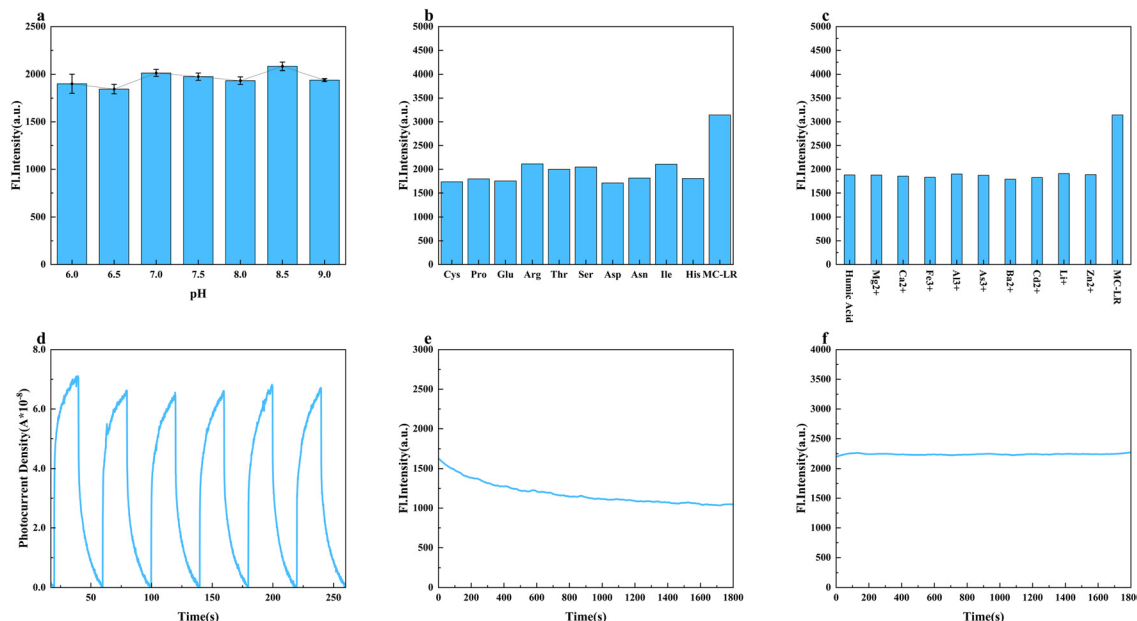 a
Fl.Intensity(a.u.)
2500
2000
1500
1000
500
0
6.0 6.5 7.0 7.5 8.0 8.5 9.0
pH
b
Fl.Intensity(a.u.)
5000
4500
4000
3500
3000
2500
2000
1500
1000
500
0
Cys Pro Glu Arg Thr Ser Asp Asn Ile His MC-LR
c
Fl.Intensity(a.u.)
5000
4500
4000
3500
3000
2500
2000
1500
1000
500
0
Humic Acid
Mg2+
Ca2+
Fe3+
Al3+
As3+
Ba2+
Cd2+
Li+
Zn2+
MC-LR
d
Photocurrent Density(A*10^-8)
8.0
6.0
4.0
2.0
0.0
50 100 150 200 250
Time(s)
e
Fl.Intensity(a.u.)
3000
2500
2000
1500
1000
500
0
0 200 400 600 800 1000 1200 1400 1600 1800
Time(s)
f
Fl.Intensity(a.u.)
4000
3500
3000
2500
2000
1500
1000
500
0
0 200 400 600 800 1000 1200 1400 1600 1800
Time(s)